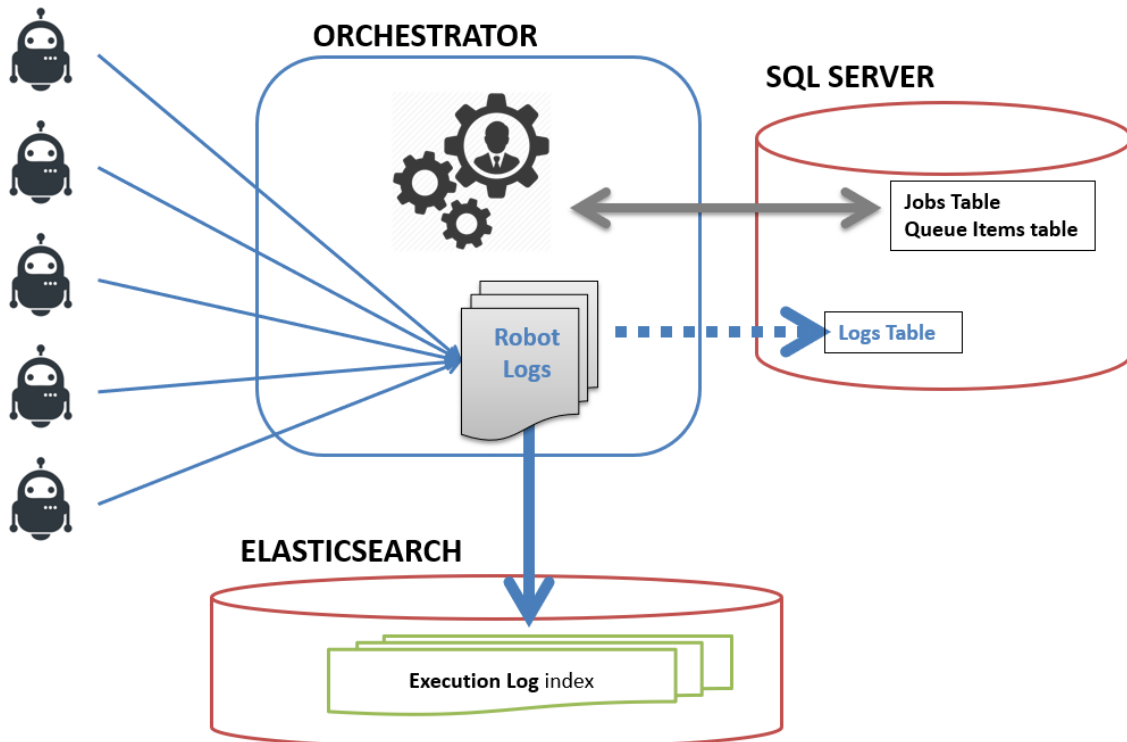 ORCHESTRATOR
SQL SERVER
Jobs Table
Queue Items table
Robot
Logs
Logs Table
ELASTICSEARCH
Execution Log index